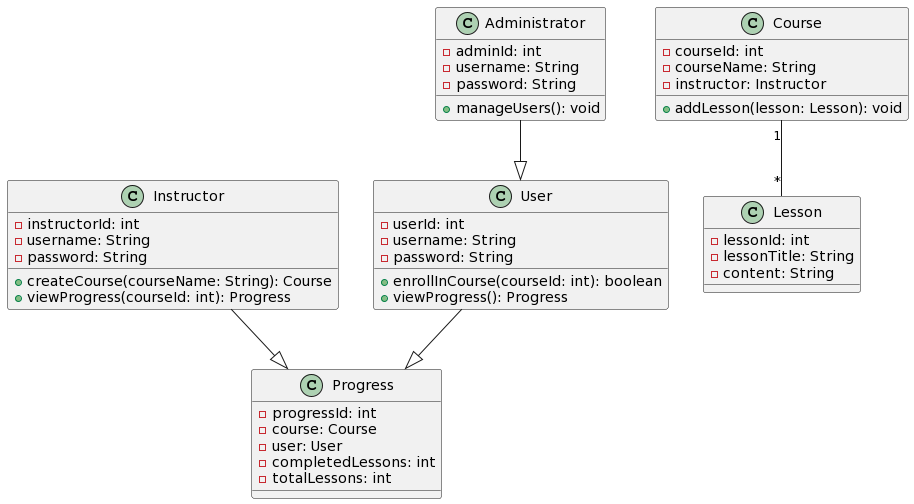 C Administrator
adminId: int
username: String
password: String
manageUsers(): void
C Course
courseId: int
courseName: String
instructor: Instructor
addLesson(lesson: Lesson): void
1
*
C Instructor
instructorId: int
username: String
password: String
createCourse(courseName: String): Course
viewProgress(courseId: int): Progress
C User
userId: int
username: String
password: String
enrollInCourse(courseId: int): boolean
viewProgress(): Progress
C Lesson
lessonId: int
lessonTitle: String
content: String
C Progress
progressId: int
course: Course
user: User
completedLessons: int
totalLessons: int